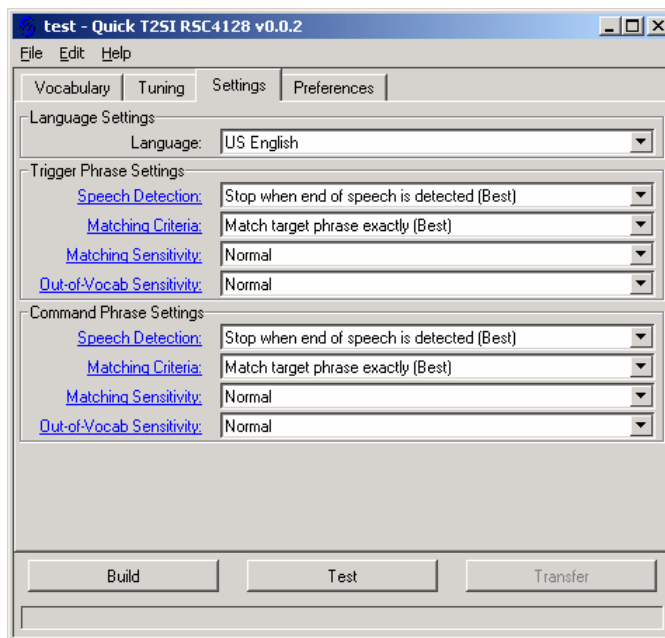 test - Quick T2SI RSC4128 v0.0.2
File Edit Help
Vocabulary Tuning Settings Preferences
Language Settings
Language: US English
Trigger Phrase Settings
Speech Detection: Stop when end of speech is detected (Best)
Matching Criteria: Match target phrase exactly (Best)
Matching Sensitivity: Normal
Out-of-Vocab Sensitivity: Normal
Command Phrase Settings
Speech Detection: Stop when end of speech is detected (Best)
Matching Criteria: Match target phrase exactly (Best)
Matching Sensitivity: Normal
Out-of-Vocab Sensitivity: Normal
Build Test Transfer